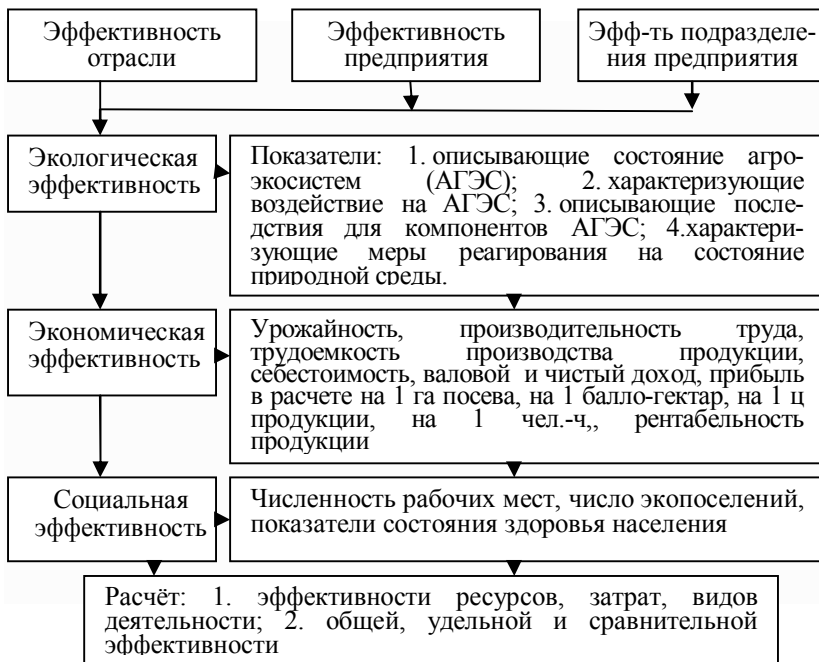 Эффективность
отрасли
Эффективность
предприятия
Эфф-ть подразделе-
ния предприятия
Экологическая
эффективность
Показатели: 1. описывающие состояние агро-
экосистем (АГЭС); 2. характеризующие
воздействие на АГЭС; 3. описывающие после-
дствия для компонентов АГЭС; 4.характери-
зующие меры реагирования на состояние
природной среды.
Экономическая
эффективность
Урожайность, производительность труда,
трудоемкость производства продукции,
себестоимость, валовой и чистый доход, прибыль
в расчете на 1 га посева, на 1 балло-гектар, на 1 ц
продукции, на 1 чел.-ч,, рентабельность
продукции
Социальная
эффективность
Численность рабочих мест, число экопоселений,
показатели состояния здоровья населения
Расчёт: 1. эффективности ресурсов, затрат, видов
деятельности; 2. общей, удельной и сравнительной
эффективности